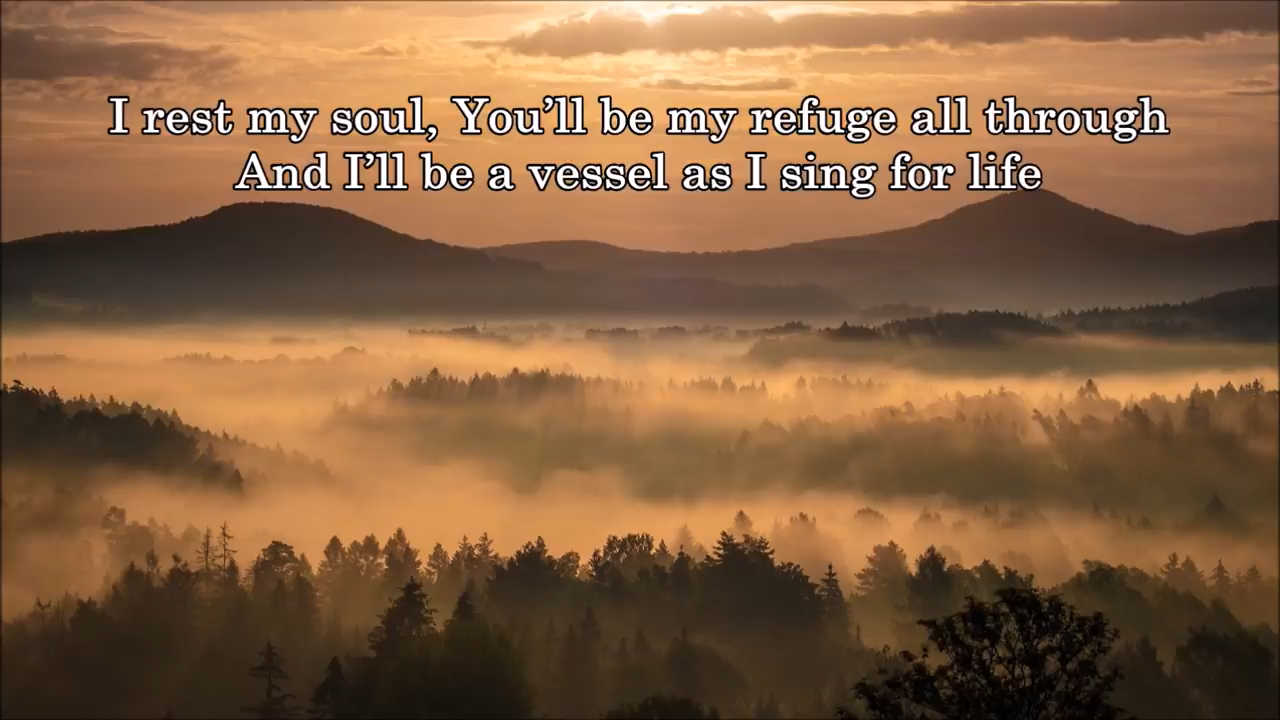 I rest my soul, You’ll be my refuge all through
And I’ll be a vessel as I sing for life